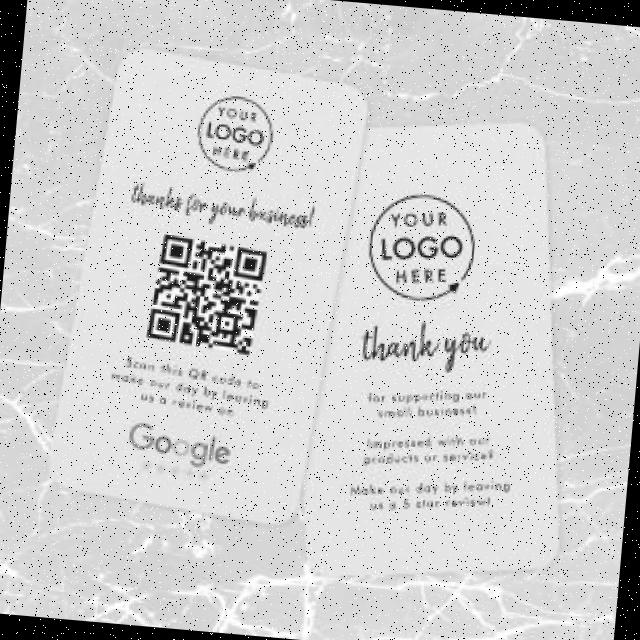 YOUR
LOGO
HERE
thanks for your business!
Scan this QR code to
make our day by leaving
us a review on
Google
YOUR
LOGO
HERE
thank you
for supporting our
small business!
Impressed with our
products or service?
Make our day by leaving
us a 5 star review!